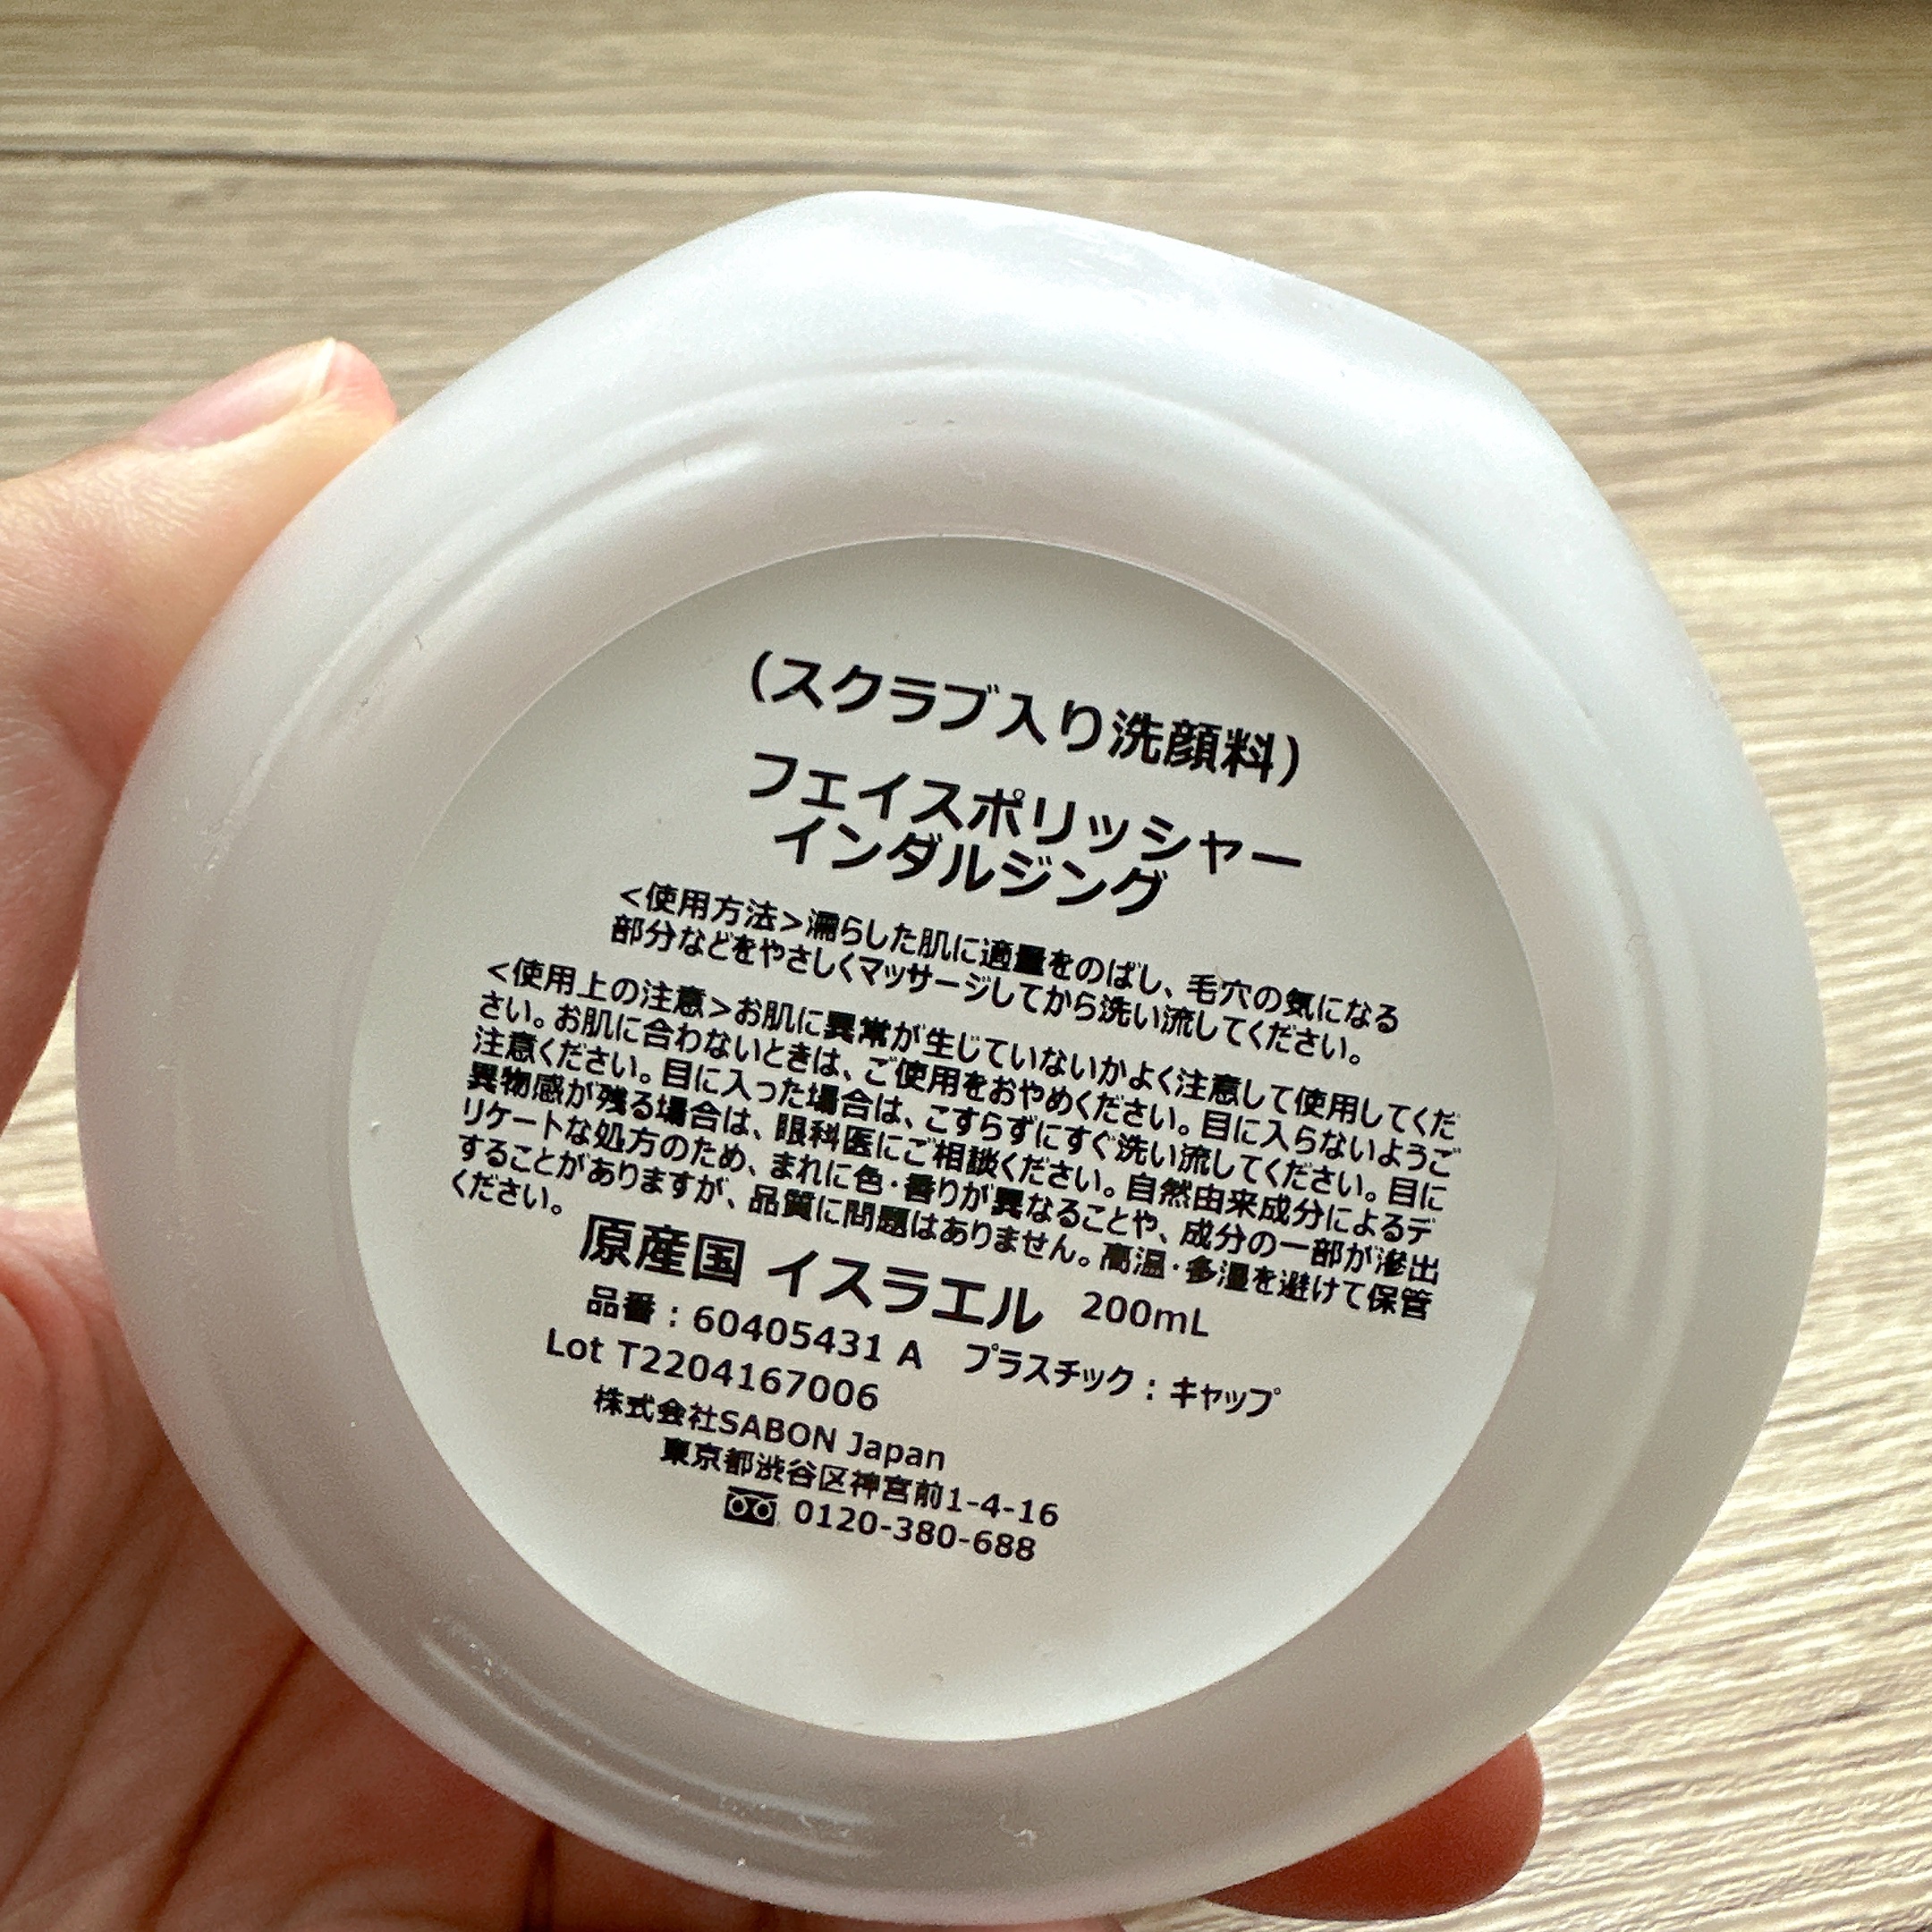 (スクラブ入り洗顔料)
フェイスポリッシャー
インダルジング
<使用方法>濡らした肌に適量をのばし、毛穴の気になる
部分などをやさしくマッサージしてから洗い流してください。
<使用上の注意>お肌に異常が生じていないかよく注意して使用してくだ
さい。お肌に合わないときは、ご使用をおやめください。目に入らないようご
注意ください。目に入った場合は、こすらずにすぐ洗い流してください。目に
異物感が残る場合は、眼科医にご相談ください。自然由来成分によるデ
リケートな処方のため、まれに色・香りが異なることや、成分の一部が滲出
することがありますが、品質に問題はありません。高温・多湿を避けて保管
ください。
原産国 イスラエル 200mL
品番：60405431 A プラスチック：キャップ
Lot T2204167006
株式会社SABON Japan
東京都渋谷区神宮前1-4-16
0120-380-688